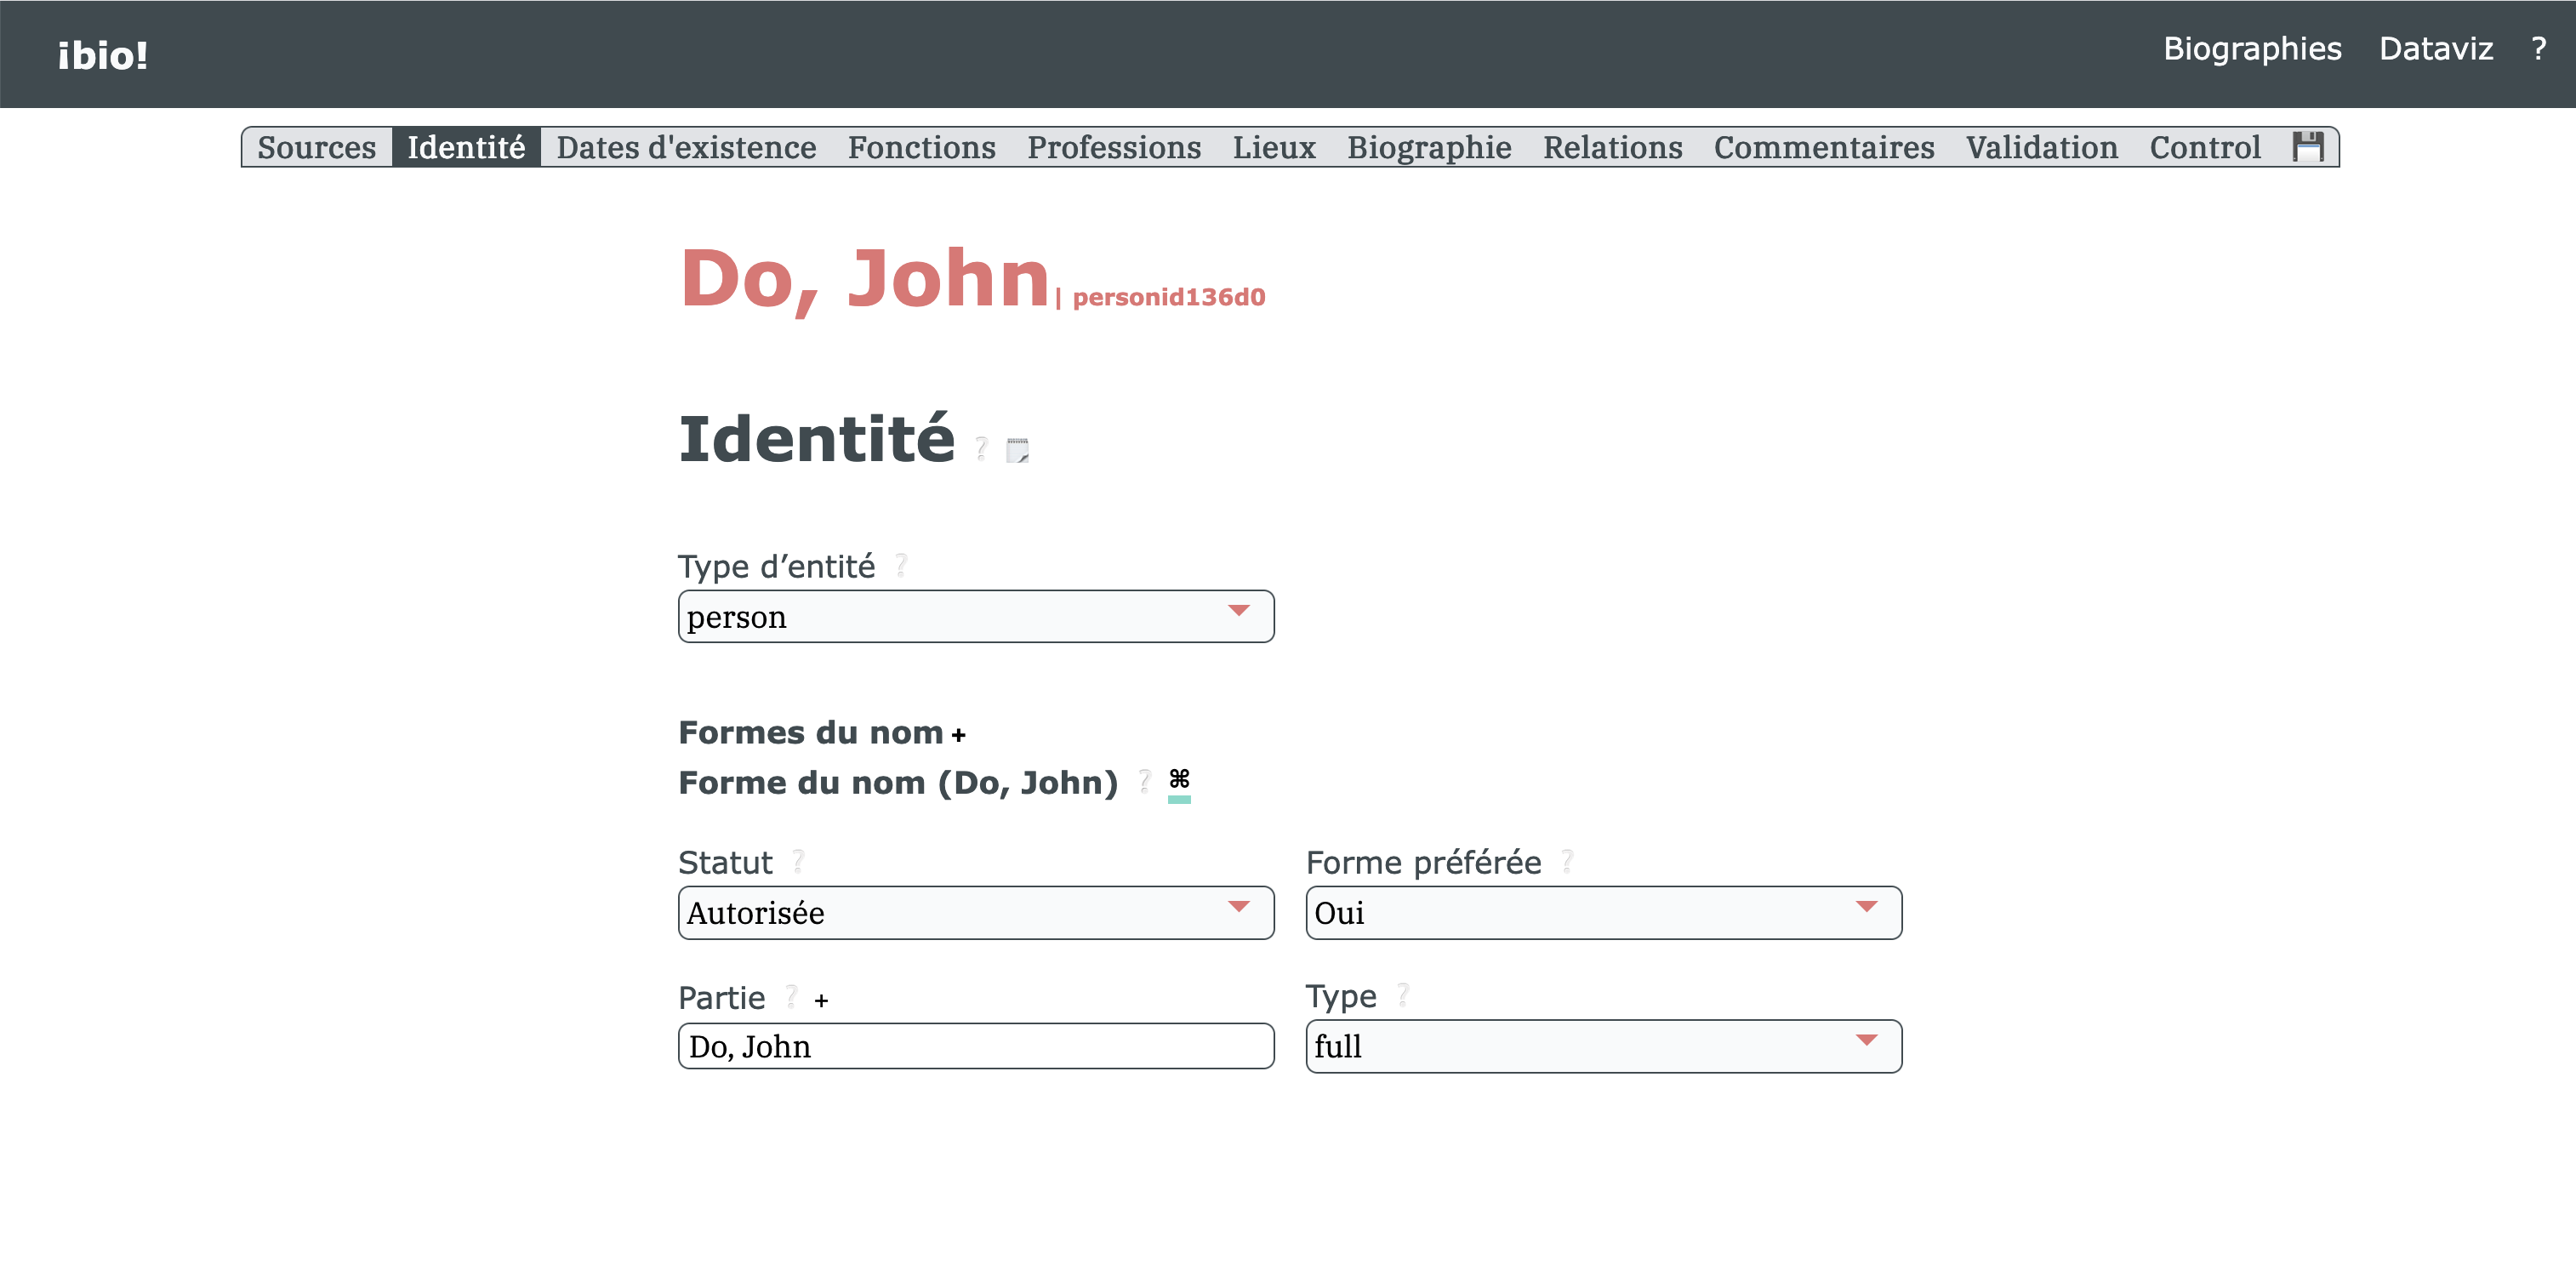 ¡bio! Biographies Dataviz ?
Sources Identité Dates d'existence Fonctions Professions Lieux Biographie Relations Commentaires Validation Control
Do, John | personid136d0
Identité ?
Type d’entité ?
person
Formes du nom +
Forme du nom (Do, John) ? ⌘
Statut ? Forme préférée ?
Autorisée Oui
Partie ? + Type ?
Do, John full